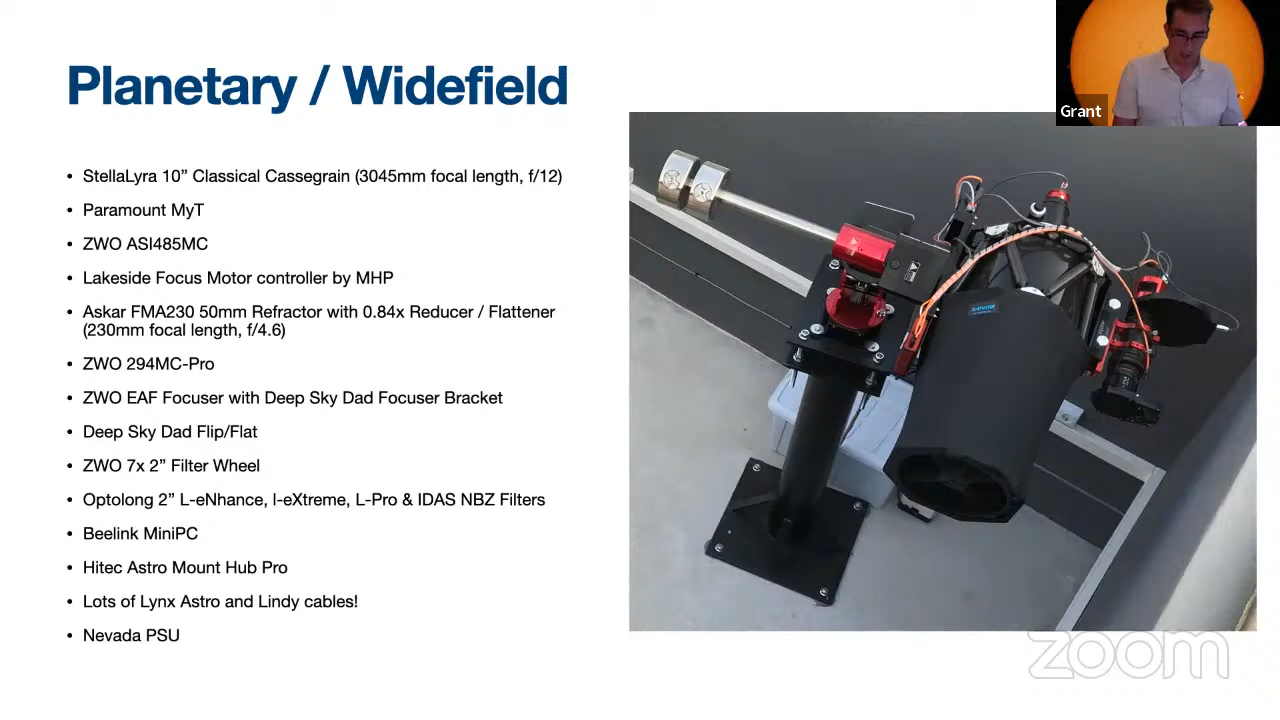 Planetary / Widefield
• StellaLyra 10” Classical Cassegrain (3045mm focal length, f/12)
• Paramount MyT
• ZWO ASI485MC
• Lakeside Focus Motor controller by MHP
• Askar FMA230 50mm Refractor with 0.84x Reducer / Flattener
(230mm focal length, f/4.6)
• ZWO 294MC-Pro
• ZWO EAF Focuser with Deep Sky Dad Focuser Bracket
• Deep Sky Dad Flip/Flat
• ZWO 7x 2” Filter Wheel
• Optolong 2” L-eNhance, l-eXtreme, L-Pro & IDAS NBZ Filters
• Beelink MiniPC
• Hitec Astro Mount Hub Pro
• Lots of Lynx Astro and Lindy cables!
• Nevada PSU
Grant
zoom